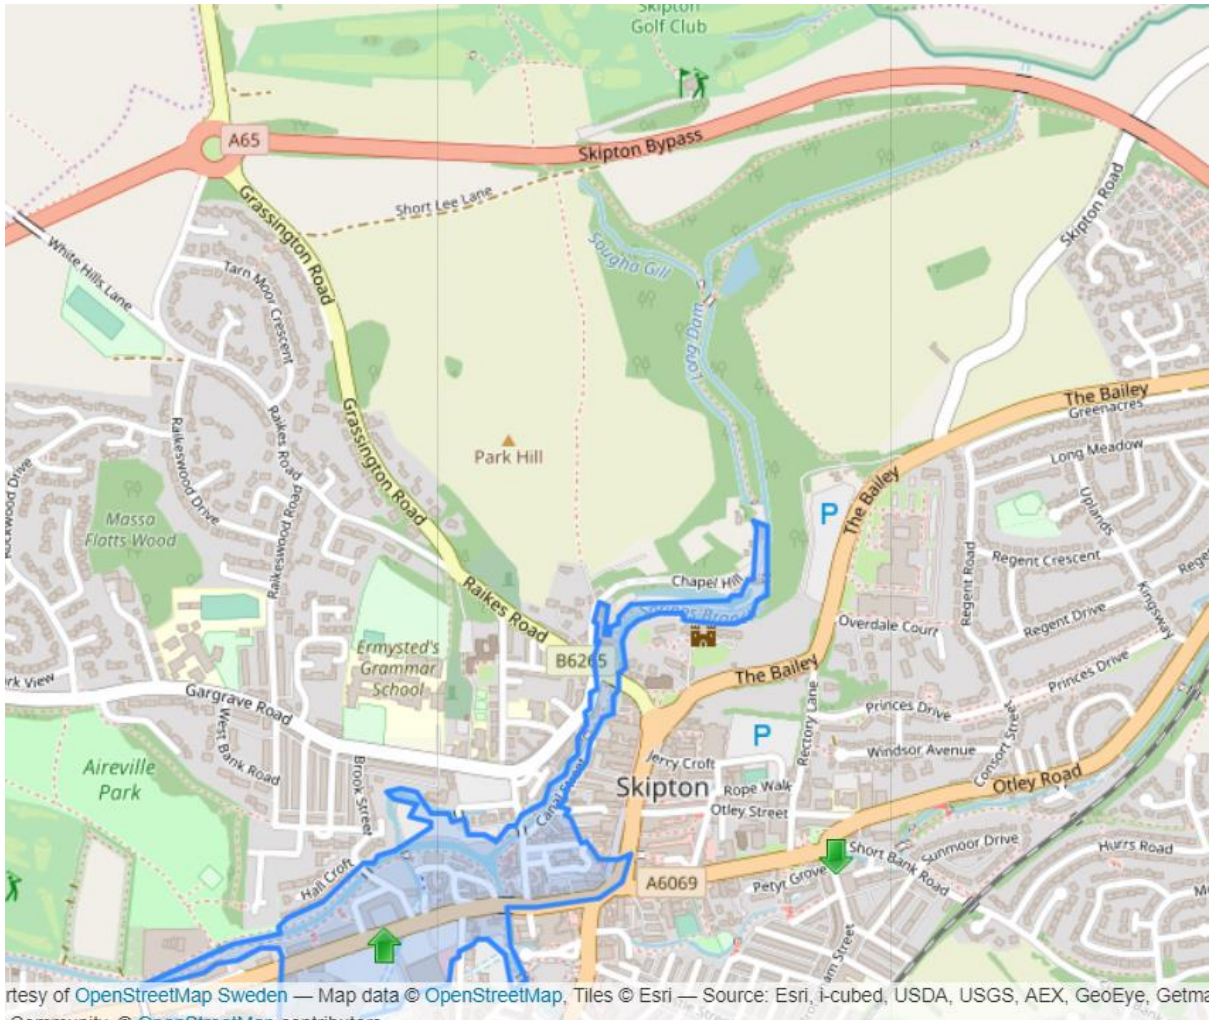 Skipton
Golf Club
A65
Skipton Bypass
Short Lee Lane
Grassington Road
Skipton Road
White Hills Lane
Sougha Gill
Tarn Moor Crescent
Long Dam
The Bailey
Greenacres
Raikes Road
Raikeswood Drive
Grassington Road
Park Hill
Long Meadow
The Bailey
P
Uplands
Massa
Flatts Wood
Raikeswood Road
Regent Crescent
Regent Road
Chapel Hill
Kingsway
Raikes Road
Regent Drive
Overdale Court
Ermysted's
Grammar
School
B6265
The Bailey
Princes Drive
Gargrave Road
Rectory Lane
Princes Drive
West Bank Road
P
Windsor Avenue
Consort Street
Jerry Croft
Aireville
Park
Brook Street
Skipton
Rope Walk
Otley Road
Otley Street
Short Bank Road
Sunmoor Drive
Hurrs Road
Hall Croft
A6069
Petyt Grove
rtesy of OpenStreetMap Sweden — Map data © OpenStreetMap, Tiles © Esri — Source: Esri, i-cubed, USDA, USGS, AEX, GeoEye, Getma